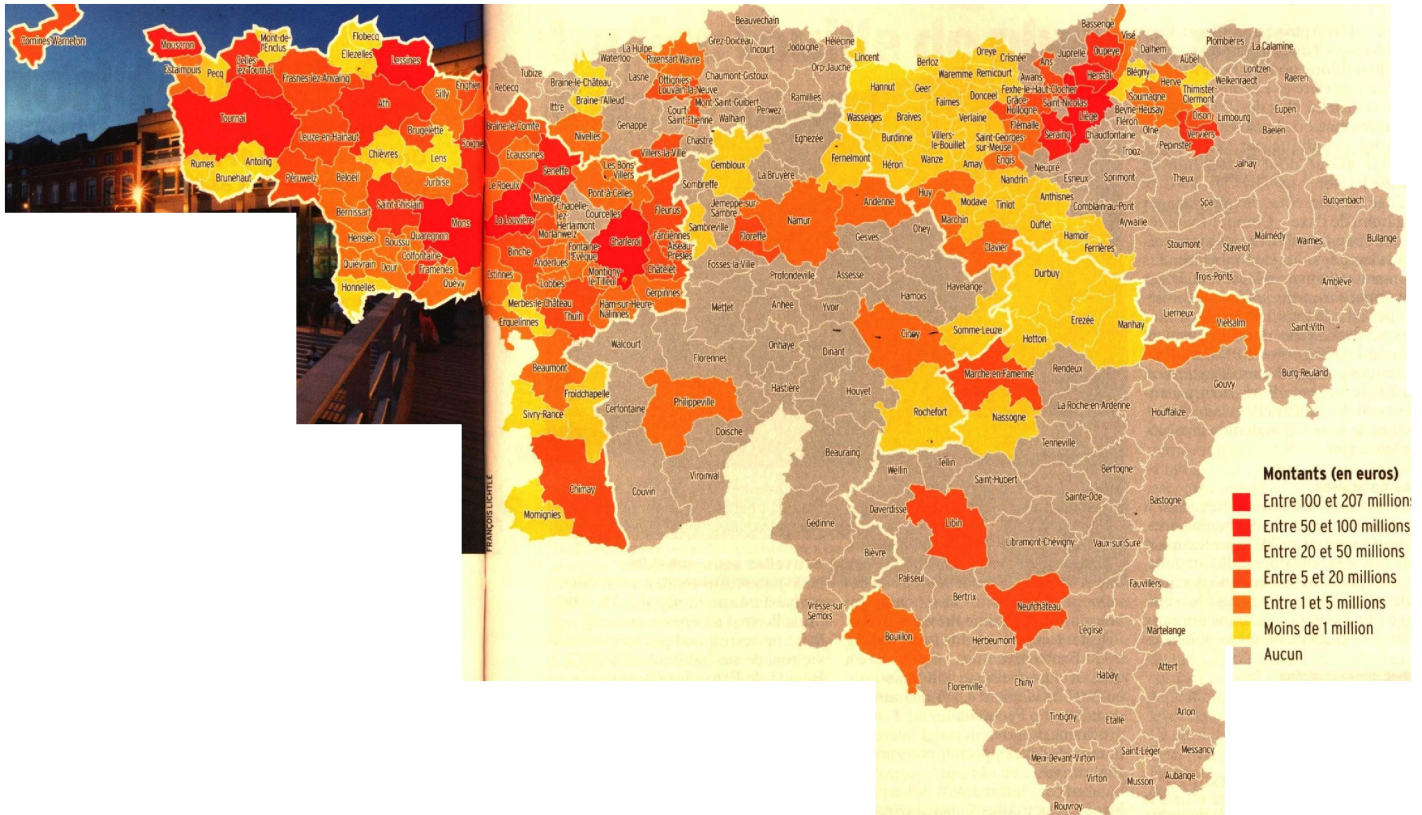 Comines-Warneton
Mouscron
Estaimpuis
Pecq
Celles-
lez-Tournai
Mont-de-
l'Enclus
Flobecq
Ellezelles
Lessines
Frasnes-lez-Anvaing
Ath
Silly
Enghien
Tournai
Leuze-en-Hainaut
Brugelette
Chièvres
Lens
Rumes
Antoing
Brunehaut
Péruwelz
Beloeil
Jurbise
Bernissart
Saint-Ghislain
Mons
Hensies
Boussu
Quaregnon
Colfontaine
Quiévrain
Dour
Frameries
Quévy
Honnelles
Soignies
Braine-le-Comte
Ecaussines
Seneffe
Le Roeulx
Manage
La Louvière
Chapelle-
lez-
Herlaimont
Morlanwelz
Binche
Anderlues
Estinnes
Lobbes
Merbes-le-Château
Thuin
Erquelinnes
Les Bons
Villers
Pont-à-Celles
Courcelles
Fleurus
Charleroi
Farciennes
Aiseau
Presles
Fontaine
l'Evêque
Montigny
le-Tilleul
Châtelet
Gerpinnes
Ham-sur-Heure
Nalinnes
Beaumont
Froidchapelle
Sivry-Rance
Chimay
Momignies
Tubize
Rebecq
Ittre
Braine-le-Château
Braine-l'Alleud
Waterloo
La Hulpe
Rixensart
Wavre
Lasne
Ottignies
Louvain-la-Neuve
Grez-Doiceau
Beauvechain
Incourt
Jodoigne
Hélécine
Orp-Jauche
Chaumont-Gistoux
Ramillies
Mont-Saint-Guibert
Court
Saint-Etienne
Walhain
Perwez
Chastre
Genappe
Nivelles
Villers-la-Ville
Gembloux
Eghezée
Sombreffe
La Bruyère
Fernelmont
Jemeppe-sur-
Sambre
Sambreville
Floreffe
Namur
Andenne
Gesves
Ohey
Fosses-la-Ville
Profondeville
Assesse
Mettet
Anhée
Yvoir
Hamois
Havelange
Ciney
Somme-Leuze
Walcourt
Florennes
Onhaye
Dinant
Philippeville
Hastière
Houyet
Rochefort
Cerfontaine
Doische
Couvin
Viroinval
Beauraing
Gedinne
Bièvre
Vresse-sur-
Semois
Lincent
Hannut
Wasseiges
Berloz
Waremme
Geer
Faimes
Braives
Burdinne
Villers-
le-Bouillet
Héron
Wanze
Oreye
Remicourt
Crisnée
Donceel
Verlaine
Fexhe-le-Haut-Clocher
Awans
Ans
Juprelle
Bassenge
Oupeye
Visé
Dalhem
Aubel
Plombières
La Calamine
Herstal
Blégny
Herve
Welkenraedt
Lontzen
Raeren
Grâce
Hollogne
Saint-Nicolas
Liège
Soumagne
Beyne-Heusay
Fléron
Thimister
Clermont
Dison
Limbourg
Eupen
Verviers
Baelen
Flémalle
Seraing
Chaudfontaine
Olne
Pepinster
Trooz
Saint-Georges
sur-Meuse
Engis
Amay
Neupré
Esneux
Sprimont
Theux
Jalhay
Huy
Nandrin
Modave
Tinlot
Anthisnes
Comblain-au-Pont
Marchin
Clavier
Ouffet
Hamoir
Ferrières
Aywaille
Spa
Stoumont
Stavelot
Malmédy
Waimes
Butgenbach
Bullange
Trois-Ponts
Amplève
Lierneux
Saint-Vith
Burg-Reuland
Durbuy
Erezée
Manhay
Hotton
Vielsalm
Gouvy
Marche-en-Famenne
Rendeux
Nassogne
La Roche-en-Ardenne
Houffalize
Tenneville
Wellin
Tellin
Saint-Hubert
Bertogne
Sainte-Ode
Bastogne
Daverdisse
Libin
Libramont-Chevigny
Vaux-sur-Sûre
Paliseul
Bertrix
Neufchâteau
Fauvillers
Bouillon
Herbeumont
Léglise
Martelange
Florenville
Chiny
Habay
Attert
Tintigny
Etalle
Arlon
Meix-Devant-Virton
Saint-Léger
Messancy
Virton
Musson
Aubange
Rouvroy
FRANÇOIS LICHTLÉ
Montants (en euros)
Entre 100 et 207 millions
Entre 50 et 100 millions
Entre 20 et 50 millions
Entre 5 et 20 millions
Entre 1 et 5 millions
Moins de 1 million
Aucun